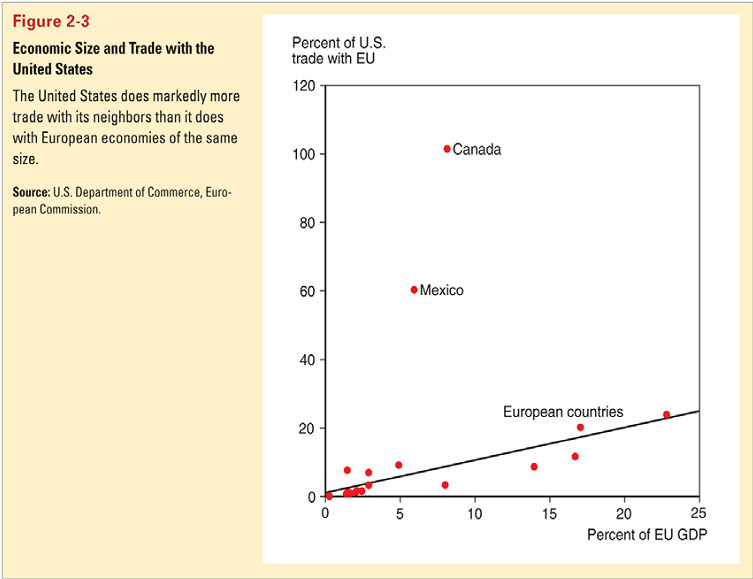 Figure 2-3
Economic Size and Trade with the
United States
The United States does markedly more
trade with its neighbors than it does
with European economies of the same
size.
Source: U.S. Department of Commerce, Euro-
pean Commission.
Percent of U.S.
trade with EU
120
100
80
60
40
20
0
Canada
Mexico
European countries
0 5 10 15 20 25
Percent of EU GDP